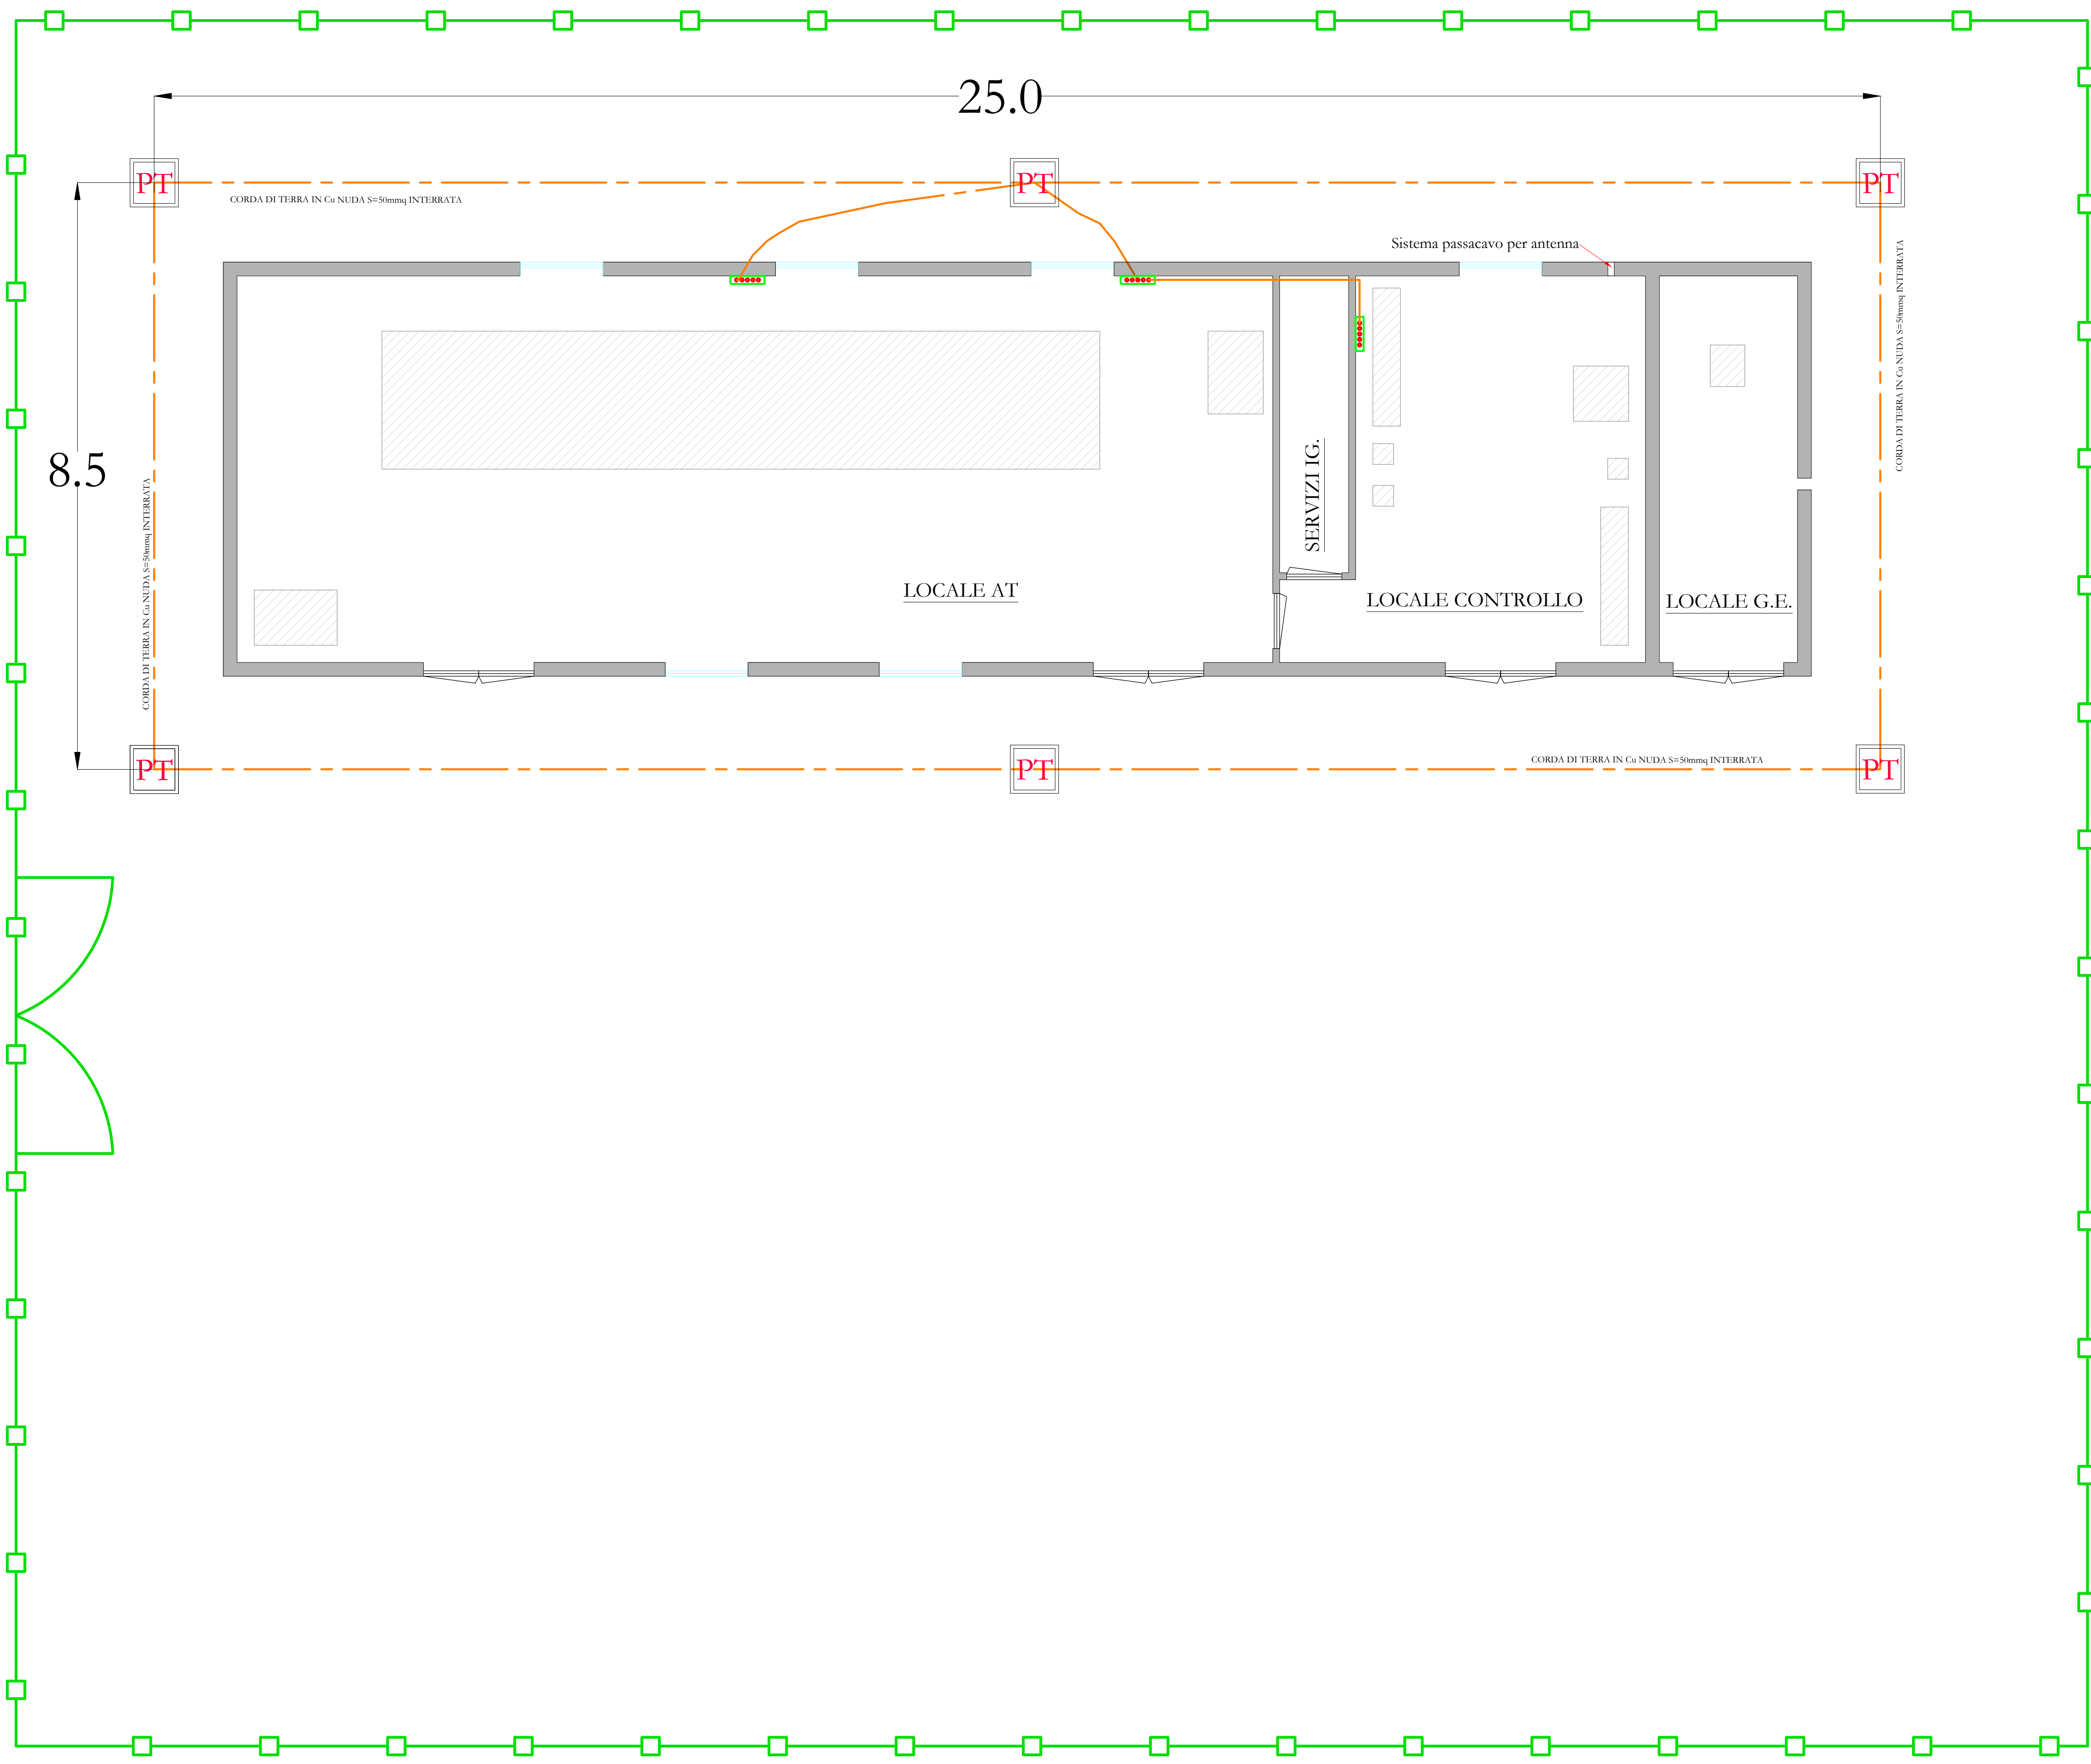 25.0
PT
PT
PT
CORDA DI TERRA IN Cu NUDA S=50mmq INTERRATA
Sistema passacavo per antenna
CORDA DI TERRA IN Cu NUDA S=50mmq INTERRATA
8.5
SERVIZI IG.
CORDA DI TERRA IN Cu NUDA S=50mmq INTERRATA
LOCALE AT
LOCALE CONTROLLO
LOCALE G.E.
CORDA DI TERRA IN Cu NUDA S=50mmq INTERRATA
PT
PT
PT